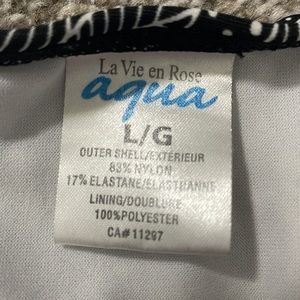 La Vie en Rose
aqua
L/G
OUTER SHELL/EXTÉRIEUR
83% NYLON
17% ELASTANE/ÉLASTHANNE
LINING/DOUBLURE
100%POLYESTER
CA# 11297